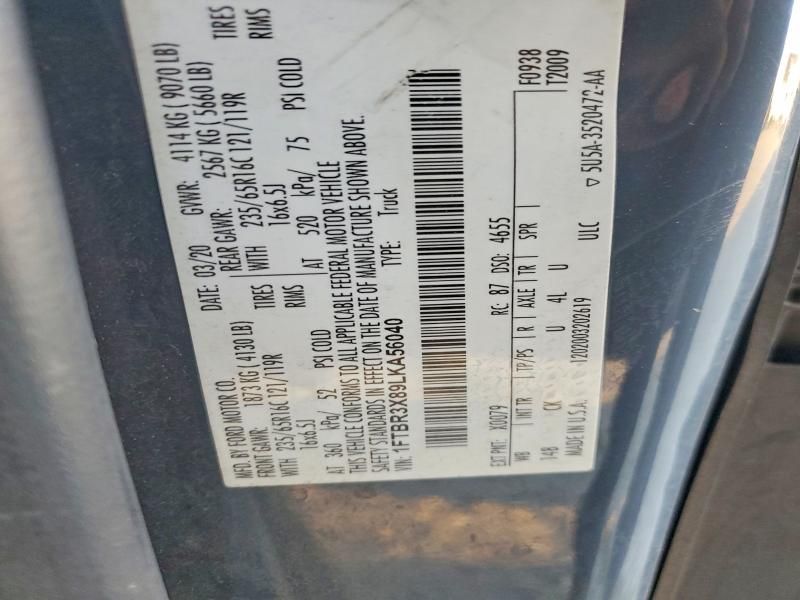 MFD. BY FORD MOTOR CO.
DATE: 03/20 GVWR: 4114 KG ( 9070 LB)
FRONT GAWR: 1873 KG ( 4130 LB) REAR GAWR: 2567 KG ( 5660 LB)
WITH 235/65R16C 121/119R TIRES WITH 235/65R16C 121/119R TIRES
16x6.5J RIMS 16x6.5J RIMS
AT 360 kPa/ 52 PSI COLD AT 520 kPa/ 75 PSI COLD
THIS VEHICLE CONFORMS TO ALL APPLICABLE FEDERAL MOTOR VEHICLE
SAFETY STANDARDS IN EFFECT ON THE DATE OF MANUFACTURE SHOWN ABOVE.
VIN: 1FTBR3X89LKA56040 TYPE: Truck
F0938
T2009
EXT PNT: X0079 RC: B7 DSO: 4655
WB INT TR TP/PS R AXLE TR SPR
148 CK U 4L U
MADE IN U.S.A. 1202003202619 ULC ▽ 5U5A-3520472-AA